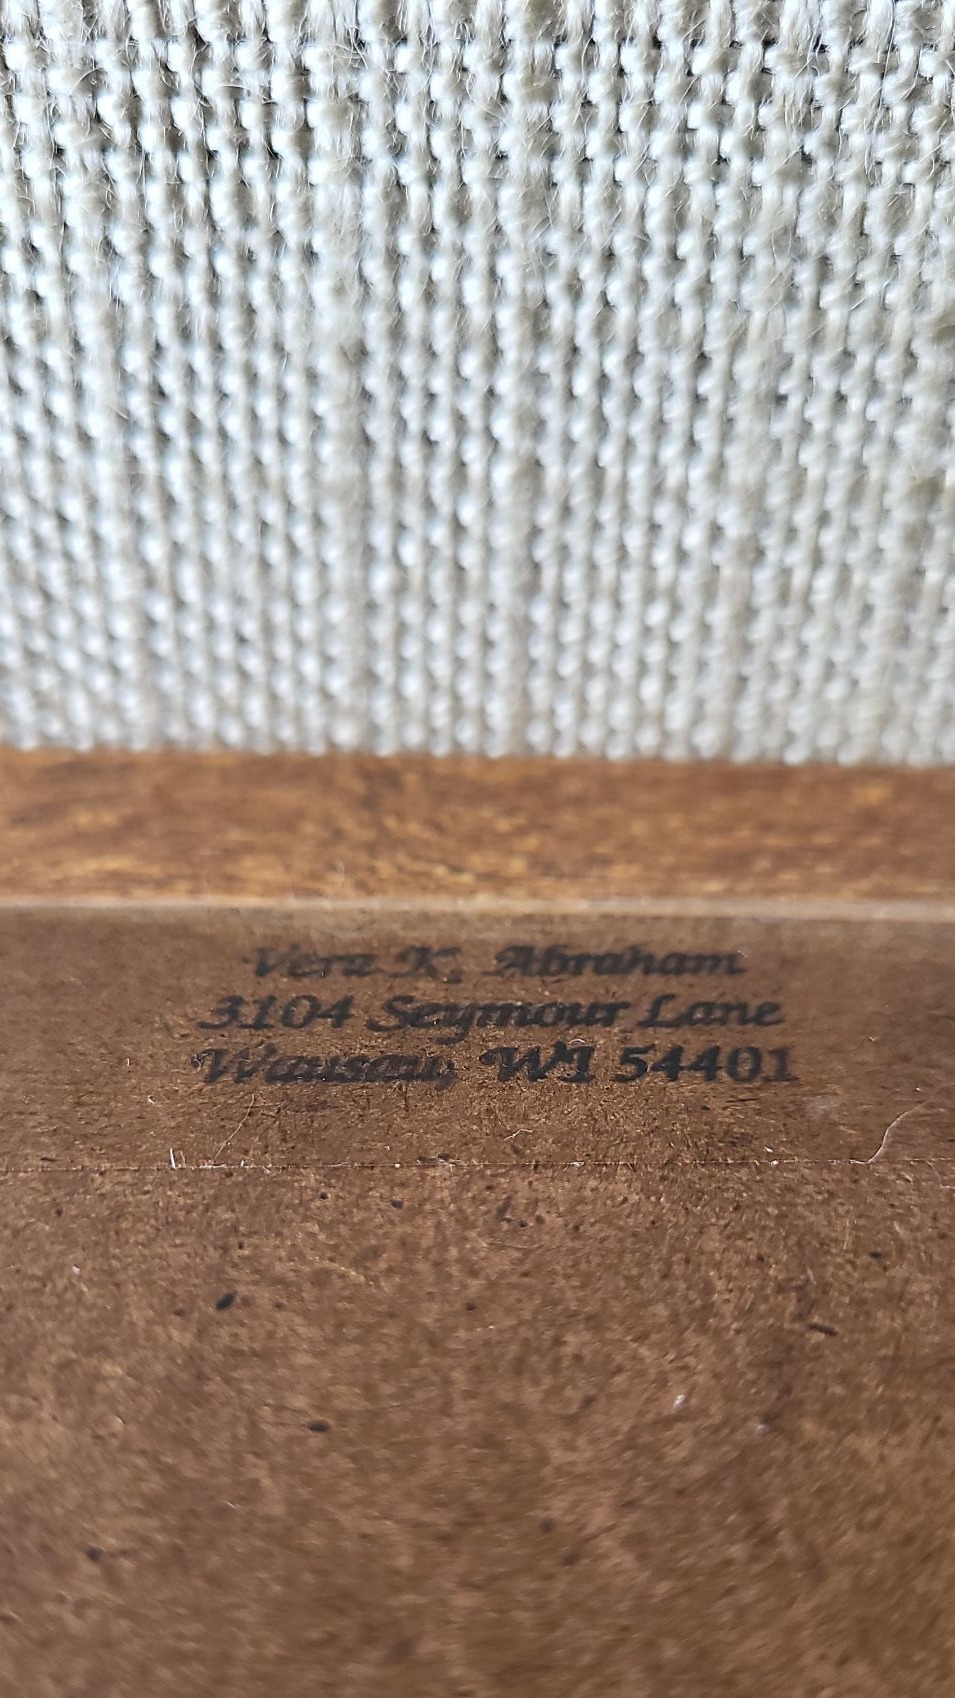 Vera K. Abraham
3104 Seymour Lane
Wausau, WI 54401